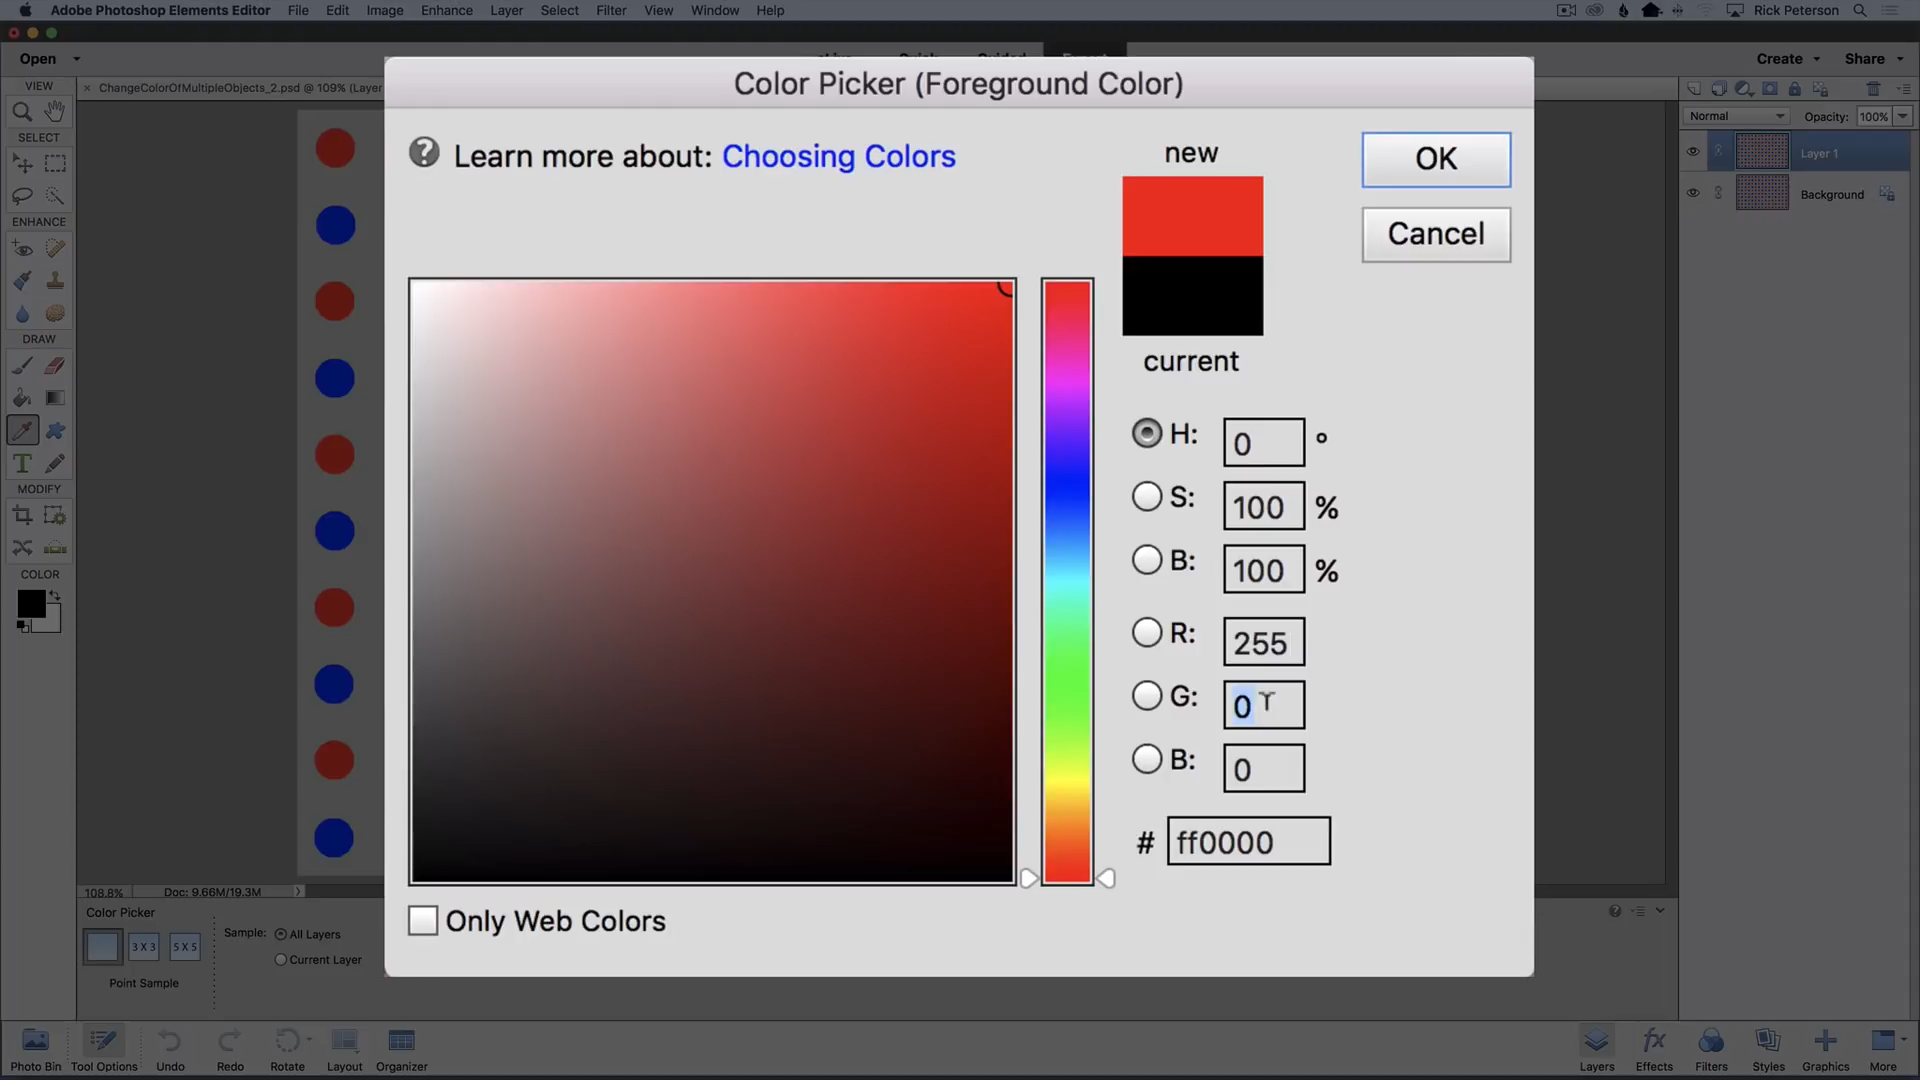 Adobe Photoshop Elements Editor File Edit Image Enhance Layer Select Filter View Window Help Rick Peterson
Open Create Share
VIEW
ChangeColorOfMultipleObjects_2.psd @ 109% (Layer
Color Picker (Foreground Color)
Normal Opacity: 100%
SELECT
Learn more about: Choosing Colors
new
OK
Cancel
current
Layer 1
Background
ENHANCE
DRAW
MODIFY
COLOR
H: 0 °
S: 100 %
B: 100 %
R: 255
G: 0
B: 0
# ff0000
Only Web Colors
108.8% Doc: 9.66M/19.3M
Color Picker
3 X 3 5 X 5
Point Sample
Sample: All Layers
Current Layer
Photo Bin Tool Options Undo Redo Rotate Layout Organizer
fx
Layers Effects Filters Styles Graphics More